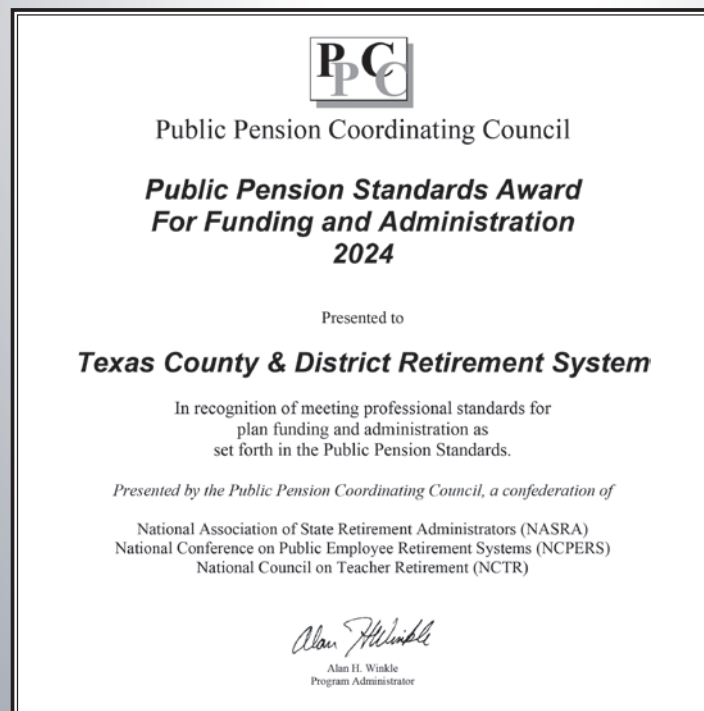 PPCC
Public Pension Coordinating Council
Public Pension Standards Award
For Funding and Administration
2024
Presented to
Texas County & District Retirement System
In recognition of meeting professional standards for
plan funding and administration as
set forth in the Public Pension Standards.
Presented by the Public Pension Coordinating Council, a confederation of
National Association of State Retirement Administrators (NASRA)
National Conference on Public Employee Retirement Systems (NCPERS)
National Council on Teacher Retirement (NCTR)
Alan H Winkle
Alan H. Winkle
Program Administrator